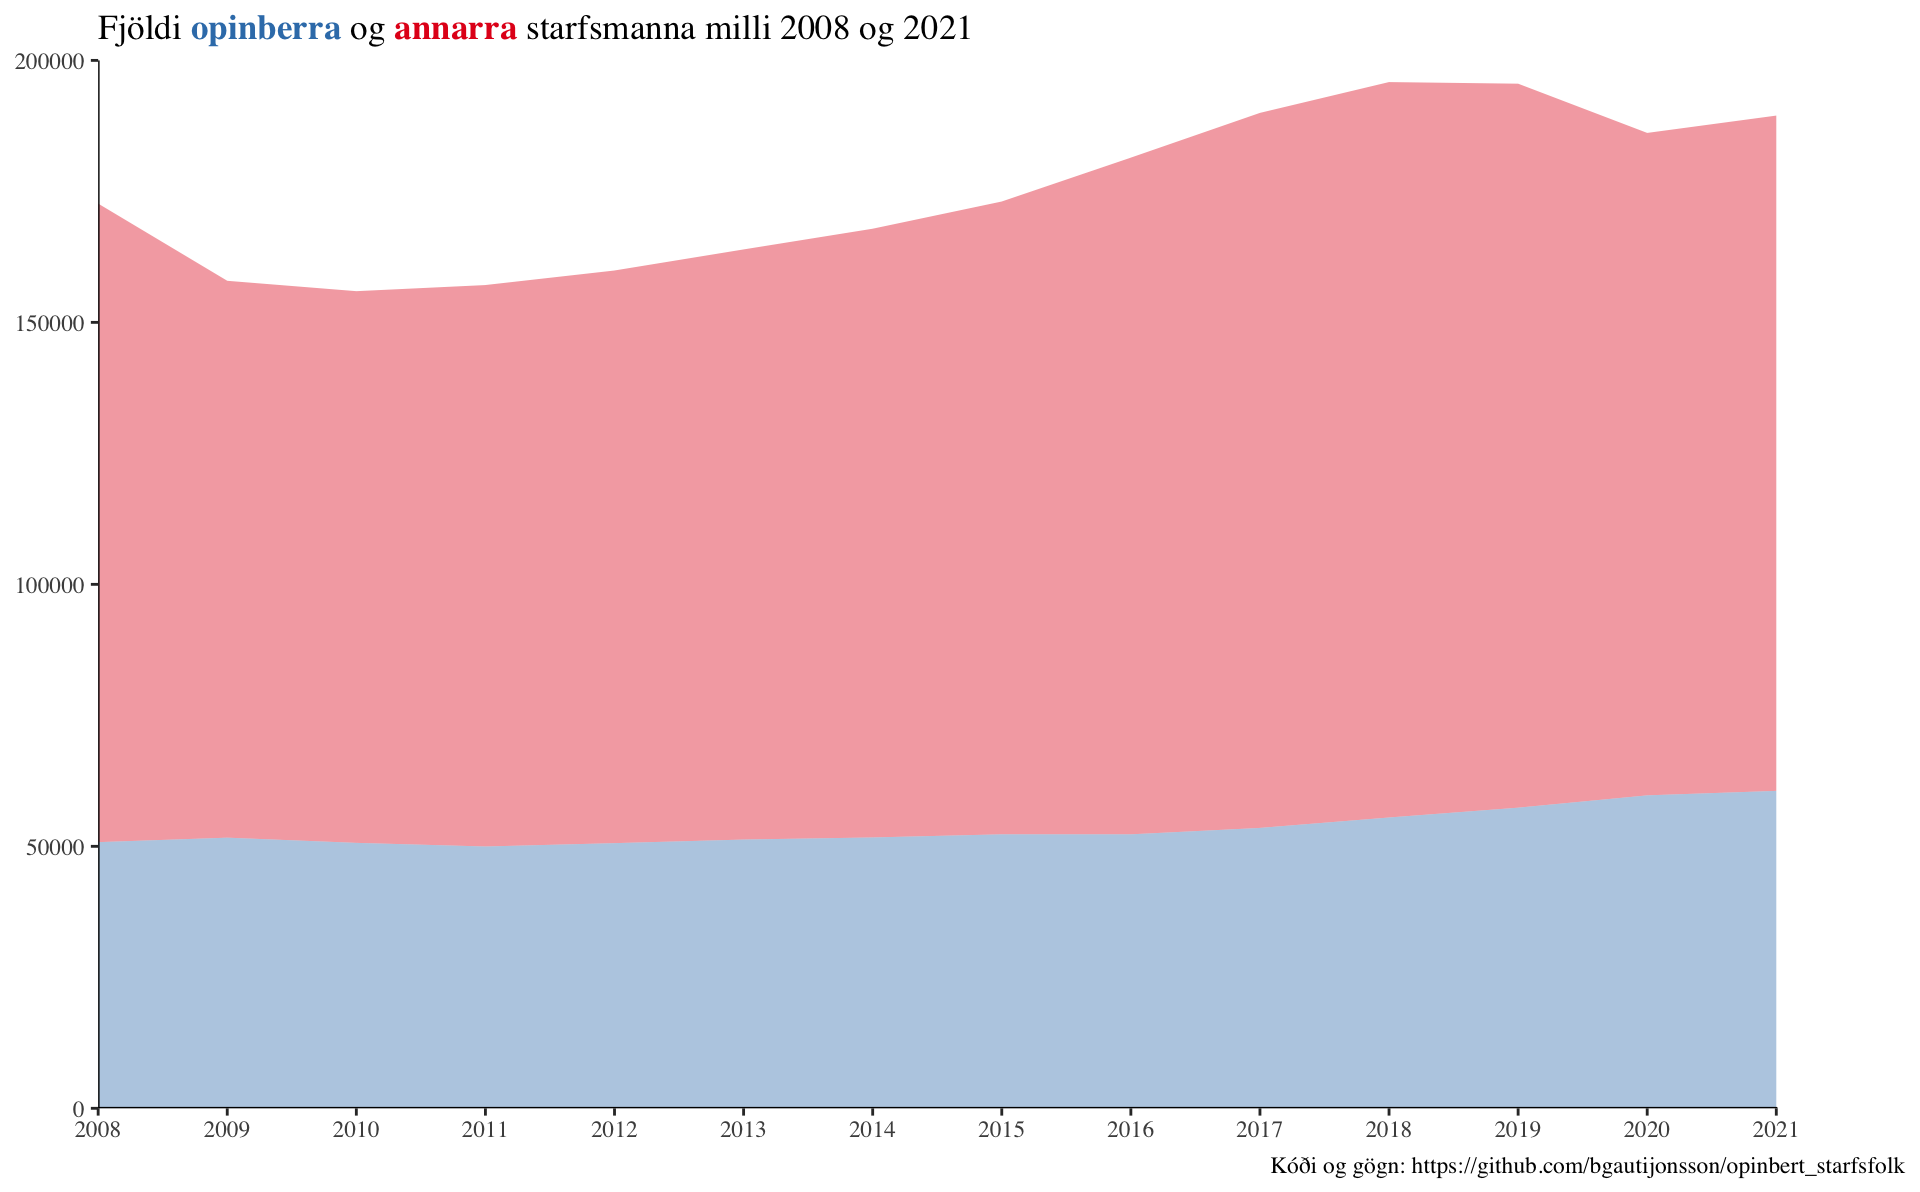 Fjöldi opinberra og annarra starfsmanna milli 2008 og 2021
200000
150000
100000
50000
0
2008 2009 2010 2011 2012 2013 2014 2015 2016 2017 2018 2019 2020 2021
Kóði og gögn: https://github.com/bgautijonsson/opinbert_starfsfolk